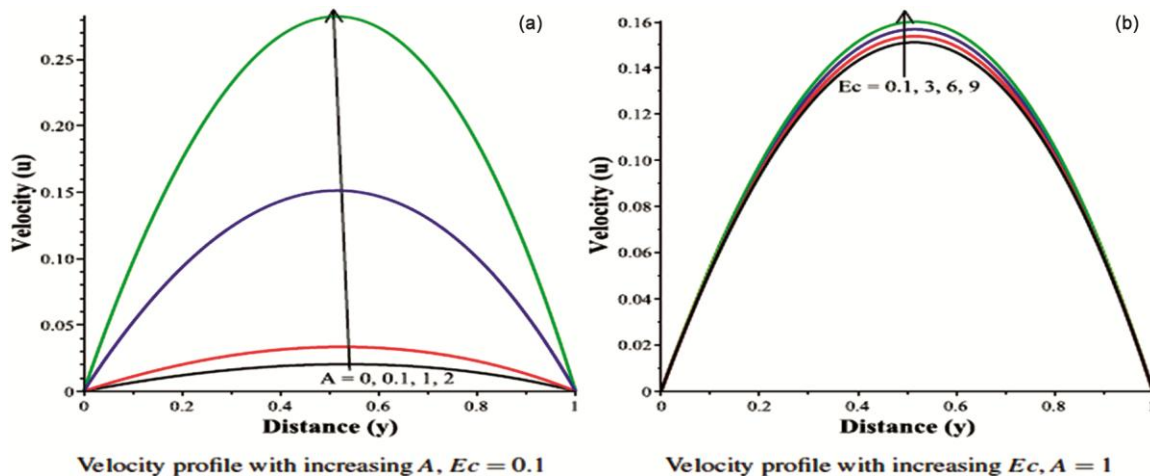 (a)
0.25
0.20
0.15
0.10
0.05
0
Velocity (u)
A = 0, 0.1, 1, 2
0 0.2 0.4 0.6 0.8 1
Distance (y)
Velocity profile with increasing A, Ec = 0.1
(b)
0.16
0.14
0.12
0.10
0.08
0.06
0.04
0.02
0
Velocity (u)
Ec = 0.1, 3, 6, 9
0 0.2 0.4 0.6 0.8 1
Distance (y)
Velocity profile with increasing Ec, A = 1